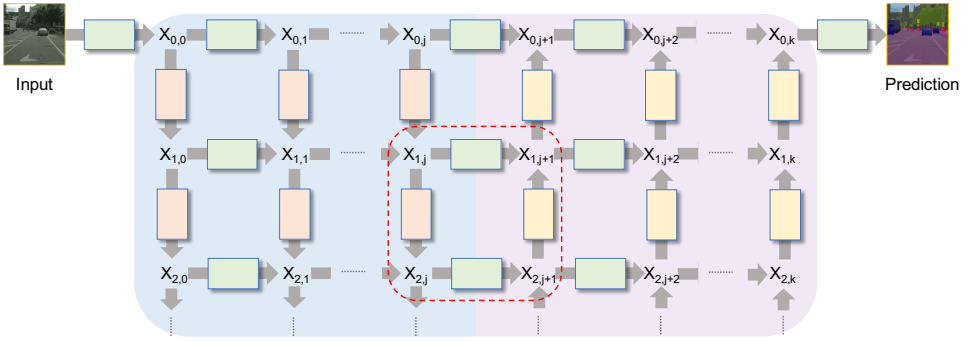 X0,0 X0,1 ........ X0,j X0,j+1 X0,j+2 ........ X0,k
Input Prediction
X1,0 X1,1 ........ X1,j X1,j+1 X1,j+2 ........ X1,k
X2,0 X2,1 ........ X2,j X2,j+1 X2,j+2 ........ X2,k